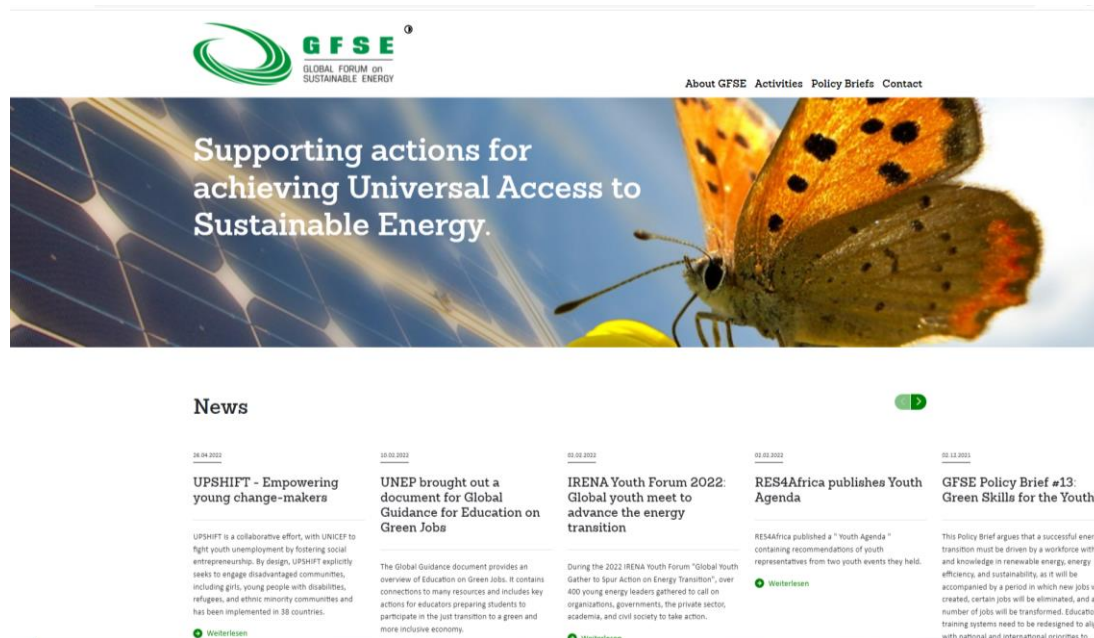 GFSE
GLOBAL FORUM on
SUSTAINABLE ENERGY
About GFSE Activities Policy Briefs Contact
Supporting actions for
achieving Universal Access to
Sustainable Energy.
News
26.04.2022
UPSHIFT - Empowering
young change-makers
UPSHIFT is a collaborative effort, with UNICEF to
fight youth unemployment by fostering social
entrepreneurship. By design, UPSHIFT explicitly
seeks to engage disadvantaged communities,
including girls, young people with disabilities,
refugees, and ethnic minority communities and
has been implemented in 38 countries.
Weiterlesen
UNEP brought out a
document for Global
Guidance for Education on
Green Jobs
The Global Guidance document provides an
overview of Education on Green Jobs. It contains
connections to many resources and includes key
actions for educators preparing students to
participate in the just transition to a green and
more inclusive economy.
IRENA Youth Forum 2022:
Global youth meet to
advance the energy
transition
During the 2022 IRENA Youth Forum "Global Youth
Gather to Spur Action on Energy Transition", over
400 young energy leaders gathered to call on
organizations, governments, the private sector,
academia, and civil society to take action.
Weiterlesen
RES4Africa publishes Youth
Agenda
RES4Africa published a " Youth Agenda "
containing recommendations of youth
representatives from two youth events they held.
Weiterlesen
02.12.2021
GFSE Policy Brief #13:
Green Skills for the Youth
This Policy Brief argues that a successful ener
transition must be driven by a workforce with
and knowledge in renewable energy, energy
efficiency, and sustainability, as it will be
accompanied by a period in which new jobs
created, certain jobs will be eliminated, and a
number of jobs will be transformed.
training systems need to be redesigned to
with national and international priorities to